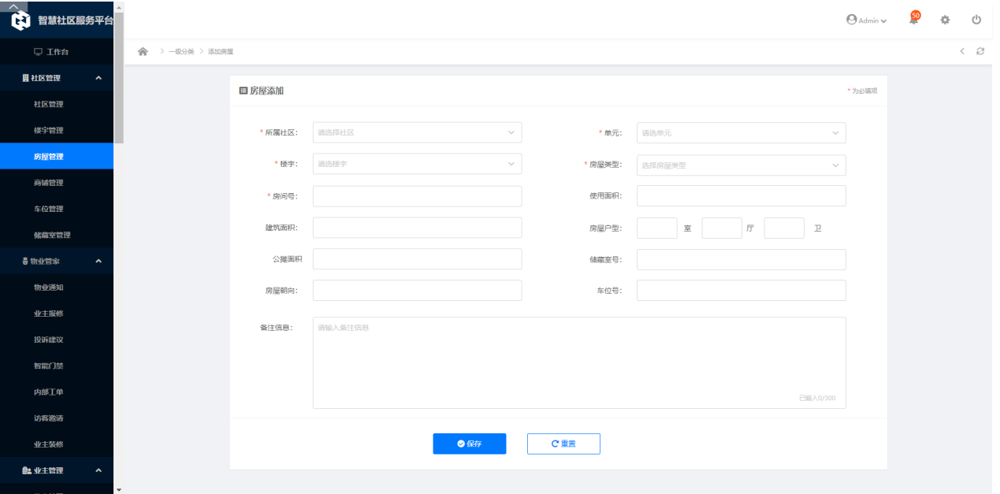 智慧社区服务平台
Admin
50
工作台
一级分类
添加房屋
社区管理
社区管理
楼宇管理
房屋管理
商铺管理
车位管理
储藏室管理
物业管家
物业通知
业主报修
投诉建议
智能门禁
内部工单
访客邀请
业主装修
业主管理
房屋添加
* 为必填项
* 所属社区: 请选择社区
* 单元: 请选单元
* 楼宇: 请选楼宇
* 房屋类型: 选择房屋类型
* 房间号:
使用面积:
建筑面积:
房屋户型: 室 厅 卫
公摊面积
储藏室号:
房屋朝向:
车位号:
备注信息: 请输入备注信息
已输入0/300
保存
重置